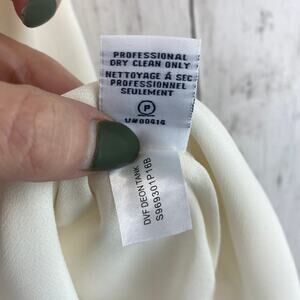 PROFESSIONAL
DRY CLEAN ONLY
NETTOYAGE À SEC
PROFESSIONNEL
SEULEMENT
P
V#00414
DVF DEON TANK
S969301P16B